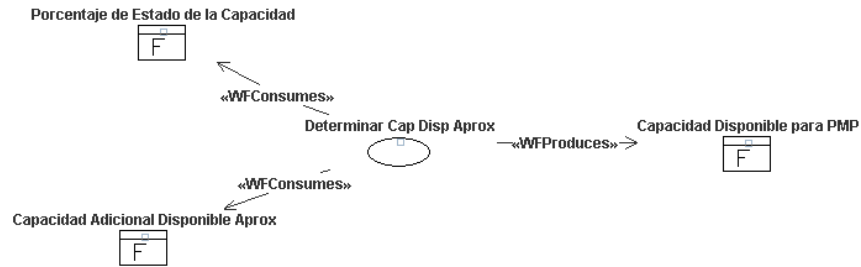 Porcentaje de Estado de la Capacidad
F
«WFConsumes»
Determinar Cap Disp Aprox
«WFProduces»
Capacidad Disponible para PMP
F
«WFConsumes»
Capacidad Adicional Disponible Aprox
F